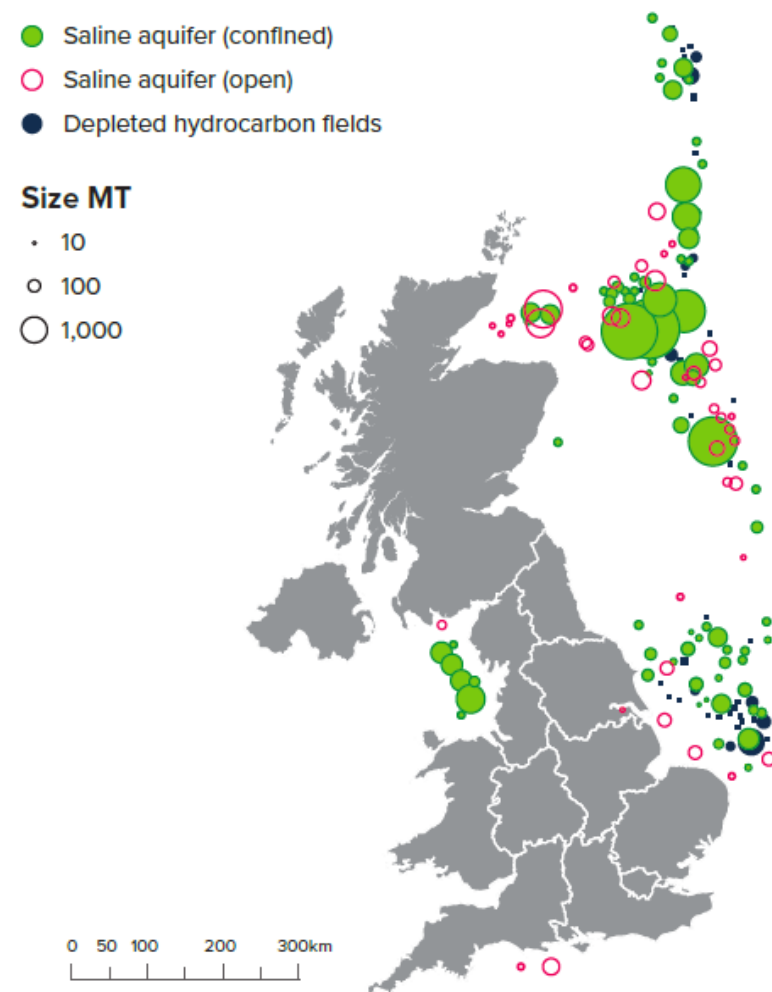 Saline aquifer (confined)
Saline aquifer (open)
Depleted hydrocarbon fields
Size MT
10
100
1,000
0 50 100 200 300km